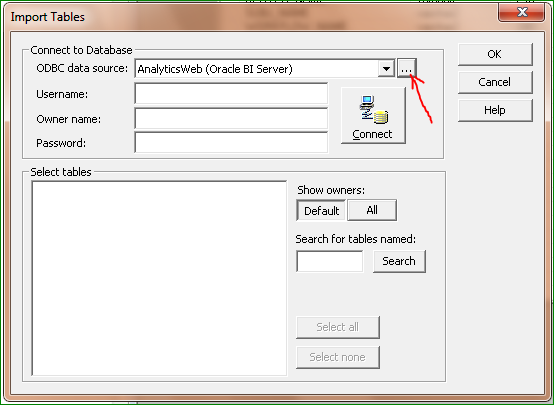 Import Tables
Connect to Database
ODBC data source: AnalyticsWeb (Oracle BI Server) ...
Username:
Owner name:
Password:
Connect
OK
Cancel
Help
Select tables
Show owners:
Default All
Search for tables named:
Search
Select all
Select none